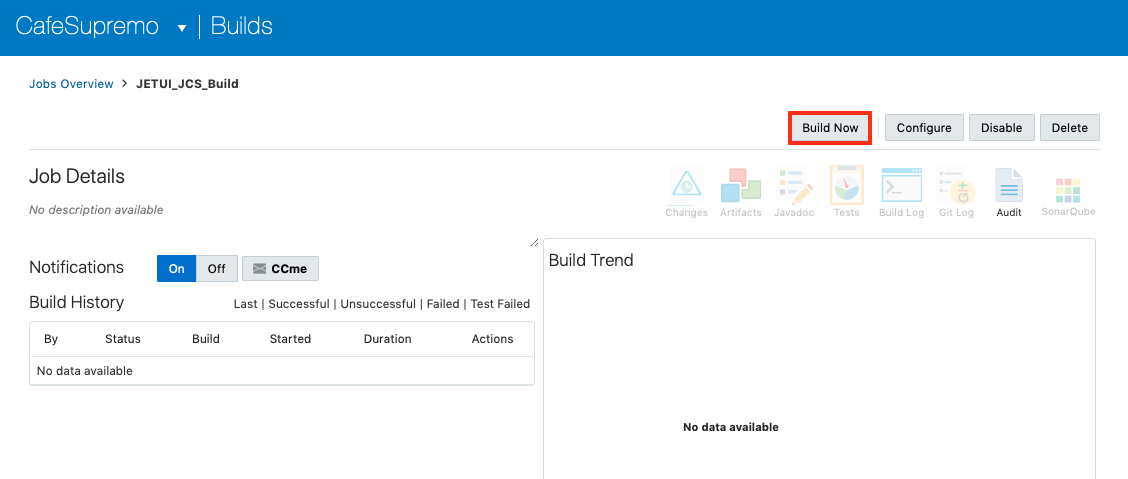 CafeSupremo Builds
Jobs Overview > JETUI_JCS_Build
Build Now Configure Disable Delete
Job Details
No description available
Changes Artifacts Javadoc Tests Build Log Git Log Audit SonarQube
Git
Notifications On Off CCme
Build History Last | Successful | Unsuccessful | Failed | Test Failed
By Status Build Started Duration Actions
No data available
Build Trend
No data available